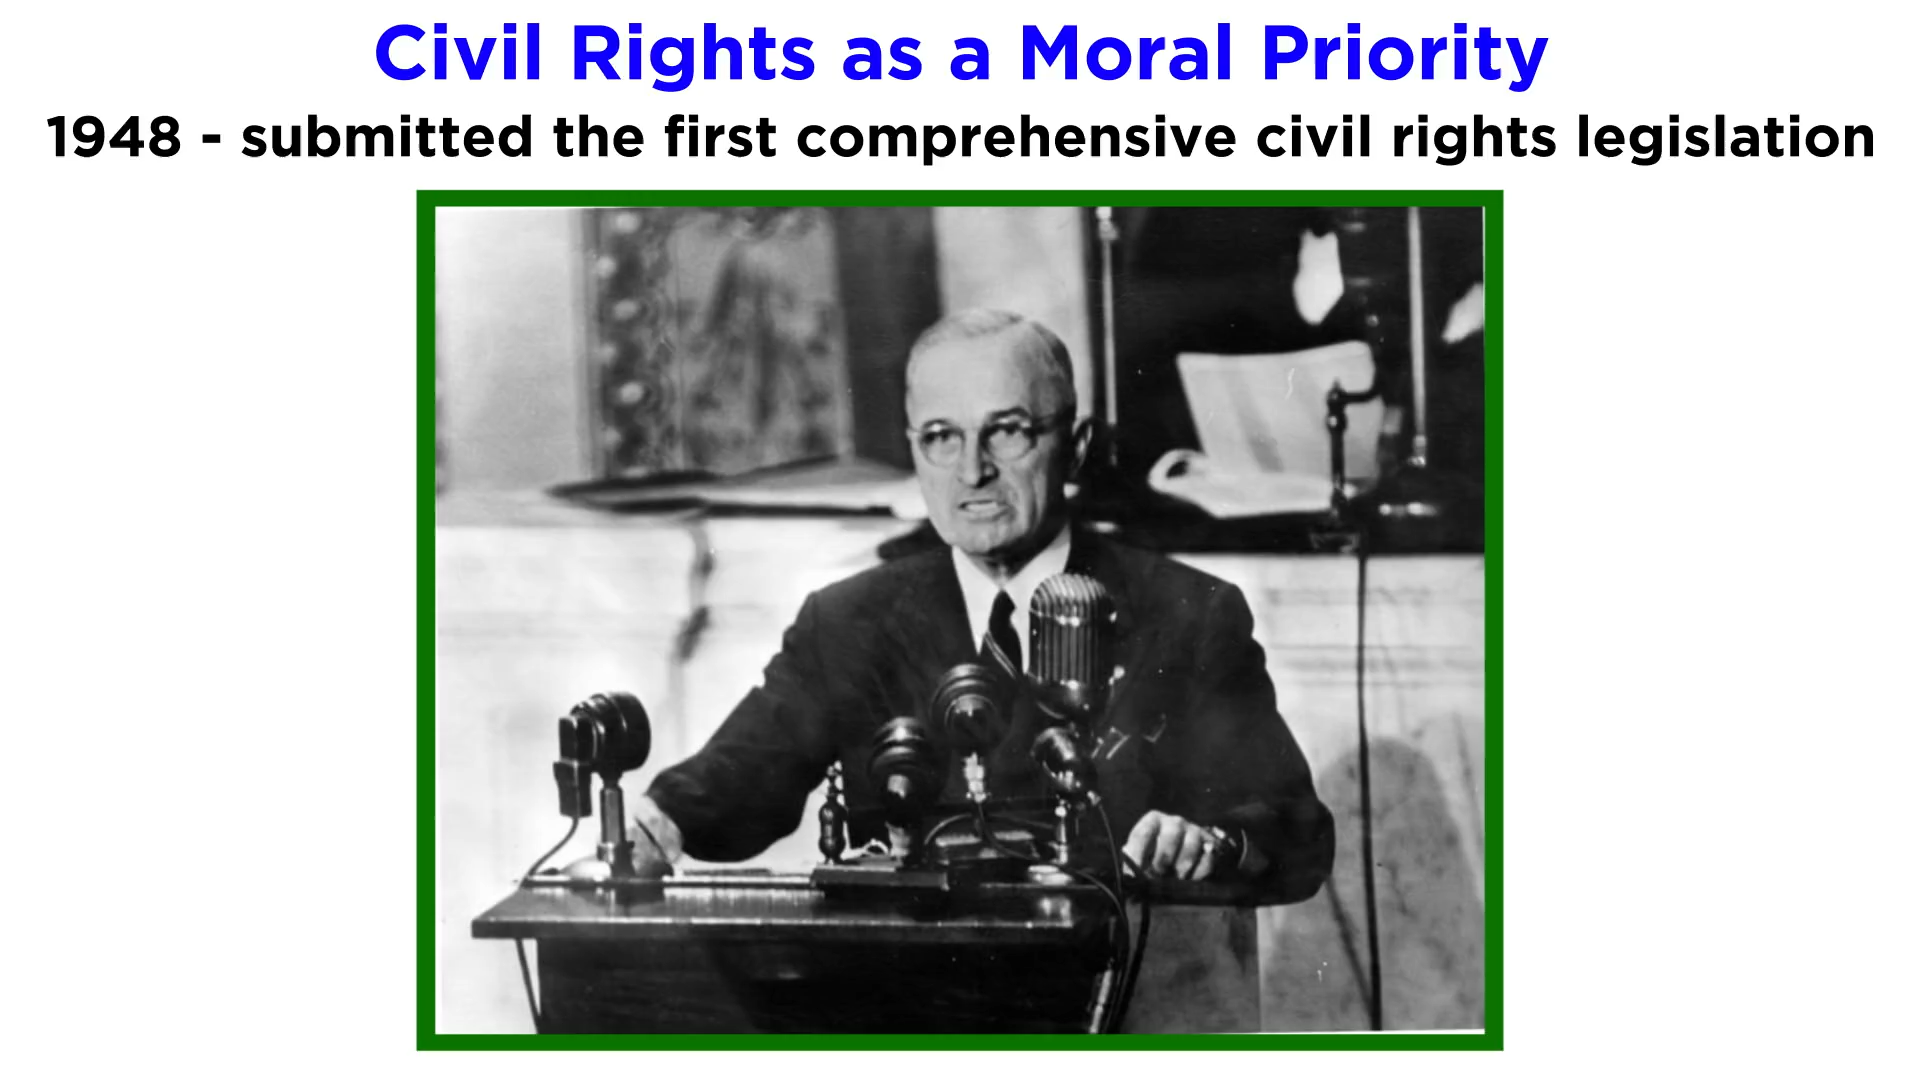 Civil Rights as a Moral Priority
1948 - submitted the first comprehensive civil rights legislation